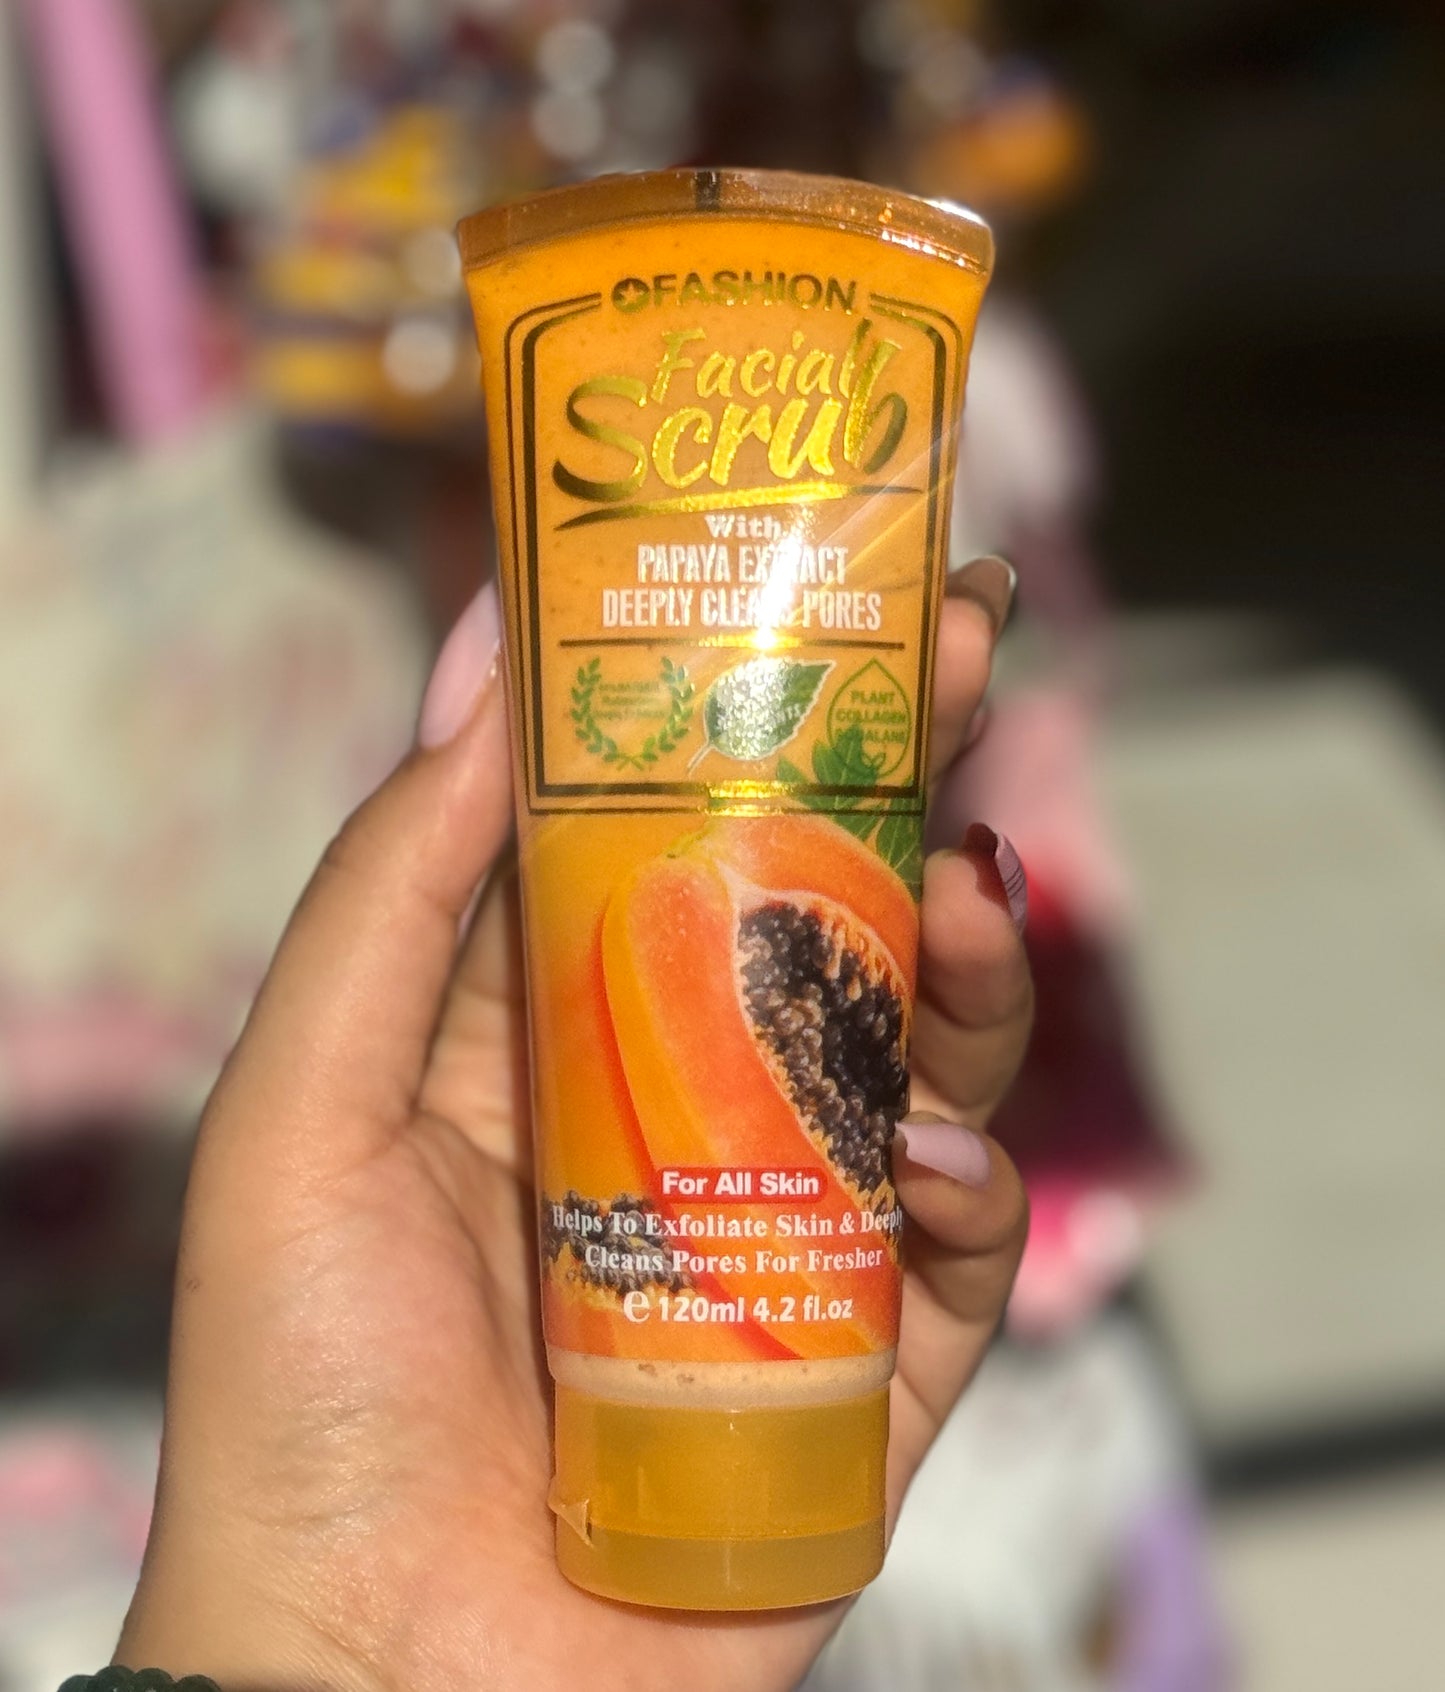 FASHION
Facial
Scrub
With
PAPAYA EXTRACT
DEEPLY CLEANS PORES
PLANT
COLLAGEN
SQUALANE
For All Skin
Helps To Exfoliate Skin & Deeply
Cleans Pores For Fresher
e 120ml 4.2 fl.oz